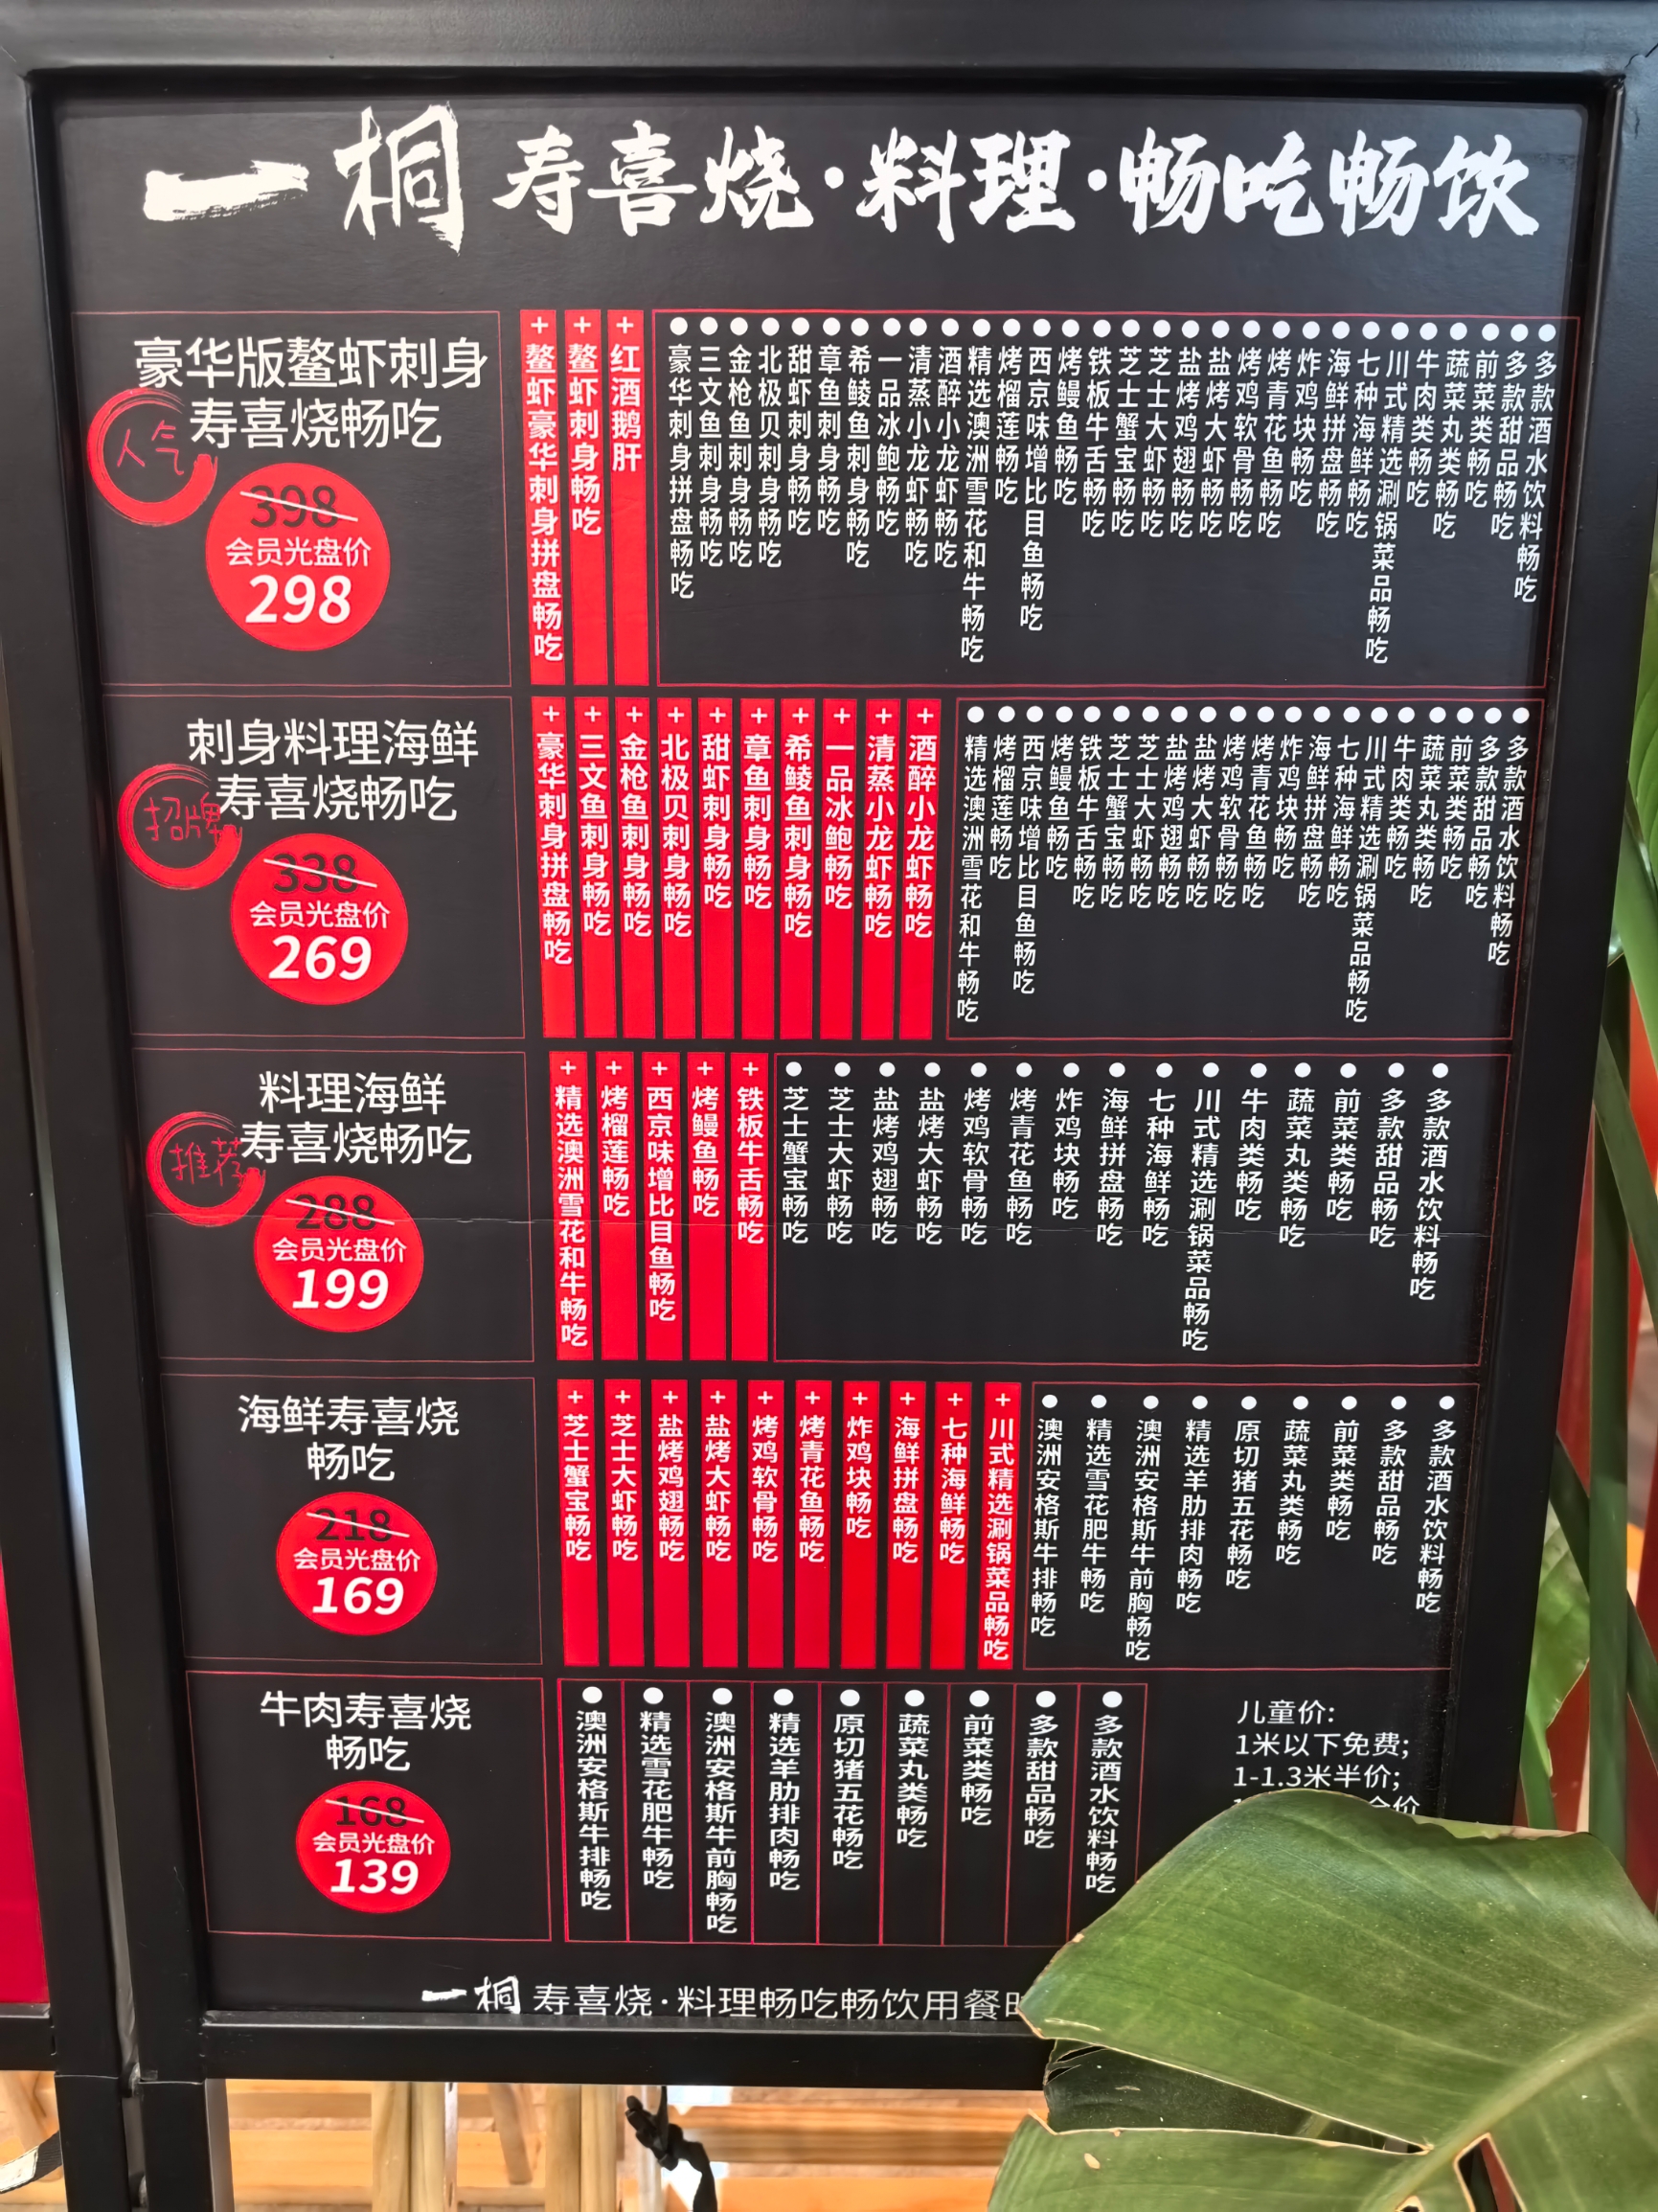 一桐 寿喜烧·料理·畅吃畅饮
豪华版鳌虾刺身
寿喜烧畅吃
人气
398
会员光盘价
298
+鳌虾豪华刺身拼盘畅吃
+鳌虾刺身畅吃
+红酒鹅肝
●豪华刺身拼盘畅吃
●三文鱼刺身畅吃
●金枪鱼刺身畅吃
●北极贝刺身畅吃
●甜虾刺身畅吃
●章鱼刺身畅吃
●希鲮鱼刺身畅吃
●一品冰鲍畅吃
●清蒸小龙虾畅吃
●酒醉小龙虾畅吃
●精选澳洲雪花和牛畅吃
●烤榴莲畅吃
●西京味增比目鱼畅吃
●烤鳗鱼畅吃
●铁板牛舌畅吃
●芝士蟹宝畅吃
●芝士大虾畅吃
●盐烤鸡翅畅吃
●盐烤大虾畅吃
●烤鸡软骨畅吃
●烤青花鱼畅吃
●炸鸡块畅吃
●海鲜拼盘畅吃
●七种海鲜畅吃
●川式精选涮锅菜品畅吃
●牛肉类畅吃
●蔬菜丸类畅吃
●前菜类畅吃
●多款甜品畅吃
●多款酒水饮料畅吃
刺身料理海鲜
寿喜烧畅吃
招牌
338
会员光盘价
269
+豪华刺身拼盘畅吃
+三文鱼刺身畅吃
+金枪鱼刺身畅吃
+北极贝刺身畅吃
+甜虾刺身畅吃
+章鱼刺身畅吃
+希鲮鱼刺身畅吃
+一品冰鲍畅吃
+清蒸小龙虾畅吃
+酒醉小龙虾畅吃
●精选澳洲雪花和牛畅吃
●烤榴莲畅吃
●西京味增比目鱼畅吃
●烤鳗鱼畅吃
●铁板牛舌畅吃
●芝士蟹宝畅吃
●芝士大虾畅吃
●盐烤鸡翅畅吃
●盐烤大虾畅吃
●烤鸡软骨畅吃
●烤青花鱼畅吃
●炸鸡块畅吃
●海鲜拼盘畅吃
●七种海鲜畅吃
●川式精选涮锅菜品畅吃
●牛肉类畅吃
●蔬菜丸类畅吃
●前菜类畅吃
●多款甜品畅吃
●多款酒水饮料畅吃
料理海鲜
寿喜烧畅吃
推荐
288
会员光盘价
199
+精选澳洲雪花和牛畅吃
+烤榴莲畅吃
+西京味增比目鱼畅吃
+烤鳗鱼畅吃
+铁板牛舌畅吃
●芝士蟹宝畅吃
●芝士大虾畅吃
●盐烤鸡翅畅吃
●盐烤大虾畅吃
●烤鸡软骨畅吃
●烤青花鱼畅吃
●炸鸡块畅吃
●海鲜拼盘畅吃
●七种海鲜畅吃
●川式精选涮锅菜品畅吃
●牛肉类畅吃
●蔬菜丸类畅吃
●前菜类畅吃
●多款甜品畅吃
●多款酒水饮料畅吃
海鲜寿喜烧
畅吃
218
会员光盘价
169
+芝士蟹宝畅吃
+芝士大虾畅吃
+盐烤鸡翅畅吃
+盐烤大虾畅吃
+烤鸡软骨畅吃
+烤青花鱼畅吃
+炸鸡块畅吃
+海鲜拼盘畅吃
+七种海鲜畅吃
+川式精选涮锅菜品畅吃
●澳洲安格斯牛排畅吃
●精选雪花肥牛畅吃
●澳洲安格斯牛前胸畅吃
●精选羊肋排肉畅吃
●原切猪五花畅吃
●蔬菜丸类畅吃
●前菜类畅吃
●多款甜品畅吃
●多款酒水饮料畅吃
牛肉寿喜烧
畅吃
168
会员光盘价
139
●澳洲安格斯牛排畅吃
●精选雪花肥牛畅吃
●澳洲安格斯牛前胸畅吃
●精选羊肋排肉畅吃
●原切猪五花畅吃
●蔬菜丸类畅吃
●前菜类畅吃
●多款甜品畅吃
●多款酒水饮料畅吃
儿童价:
1米以下免费;
1-1.3米半价;
一桐 寿喜烧·料理畅吃畅饮用餐